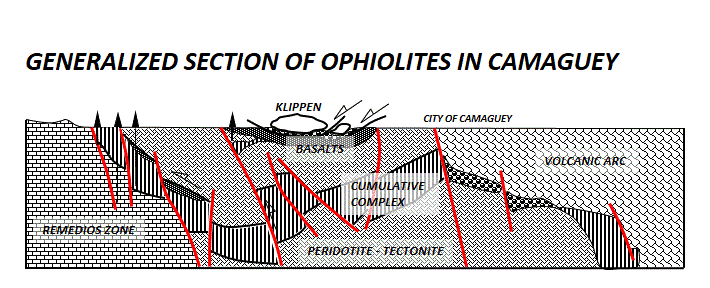 GENERALIZED SECTION OF OPHIOLITES IN CAMAGUEY
KLIPPEN
CITY OF CAMAGUEY
BASALTS
VOLCANIC ARC
CUMULATIVE
COMPLEX
REMEDIOS ZONE
PERIDOTITE - TECTONITE